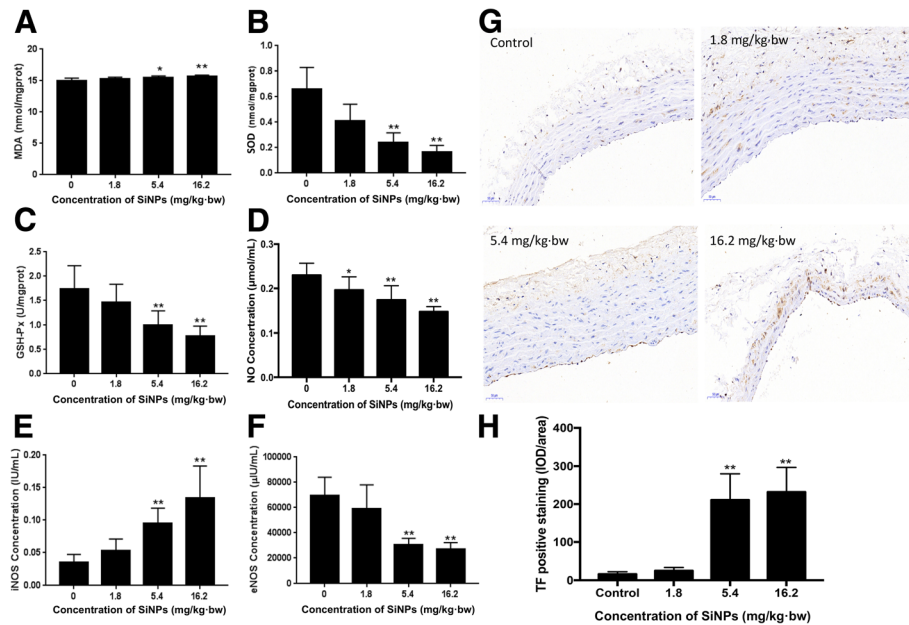 A
MDA (nmol/mgprot)
20
15
10
5
0
*
**
0 1.8 5.4 16.2
Concentration of SiNPs (mg/kg·bw)
B
SOD (nmol/mgprot)
1.0
0.8
0.6
0.4
0.2
0.0
**
**
0 1.8 5.4 16.2
Concentration of SiNPs (mg/kg·bw)
C
GSH-Px (U/mgprot)
2.5
2.0
1.5
1.0
0.5
0.0
**
**
0 1.8 5.4 16.2
Concentration of SiNPs (mg/kg·bw)
D
NO Concertration (μmol/mL)
0.3
0.2
0.1
0.0
*
**
**
0 1.8 5.4 16.2
Concentration of SiNPs (mg/kg·bw)
E
iNOS Concentration (IU/mL)
0.20
0.15
0.10
0.05
0.00
**
**
0 1.8 5.4 16.2
Concentration of SiNPs (mg/kg·bw)
F
eNOS Concentration (μIU/mL)
100000
80000
60000
40000
20000
0
**
**
0 1.8 5.4 16.2
Concentration of SiNPs (mg/kg·bw)
G
Control
1.8 mg/kg·bw
5.4 mg/kg·bw
16.2 mg/kg·bw
H
TF positive staining (IOD/area)
400
300
200
100
0
**
**
Control 1.8 5.4 16.2
Concentration of SiNPs (mg/kg·bw)